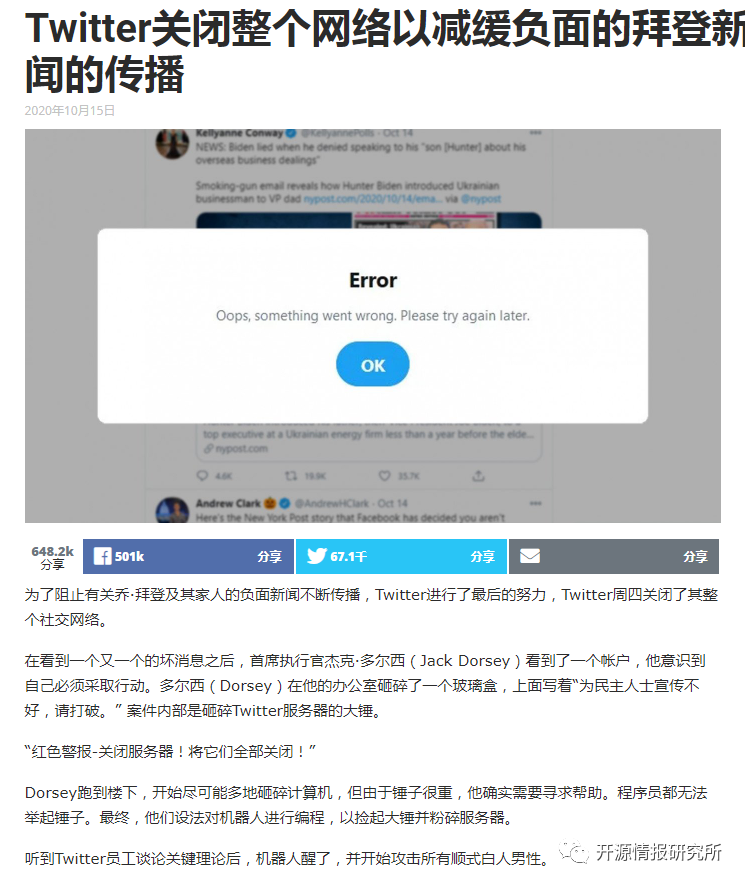 Twitter关闭整个网络以减缓负面的拜登新
闻的传播
2020年10月15日
Kellyanne Conway @KellyannePolls · Oct 14
NEWS: Biden lied when he denied speaking to his "son [Hunter] about his
overseas business dealings"
Smoking-gun email reveals how Hunter Biden introduced Ukrainian
businessman to VP dad nypost.com/2020/10/14/ema... via @nypost
Error
Oops, something went wrong. Please try again later.
OK
top executive at a Ukrainian energy firm less than a year before the elde...
nypost.com
4.6K 19.9K 35.7K
Andrew Clark @AndrewHClark · Oct 14
Here's the New York Post story that Facebook has decided you aren't
648.2k
分享
501k 分享
67.1千 分享
分享
为了阻止有关乔·拜登及其家人的负面新闻不断传播，Twitter进行了最后的努力，Twitter周四关闭了其整
个社交网络。
在看到一个又一个的坏消息之后，首席执行官杰克·多尔西（Jack Dorsey）看到了一个帐户，他意识到
自己必须采取行动。多尔西（Dorsey）在他的办公室砸碎了一个玻璃盒，上面写着“为民主人士宣传不
好，请打破。” 案件内部是砸碎Twitter服务器的大锤。
“红色警报-关闭服务器！将它们全部关闭！”
Dorsey跑到楼下，开始尽可能多地砸碎计算机，但由于锤子很重，他确实需要寻求帮助。程序员都无法
举起锤子。最终，他们设法对机器人进行编程，以捡起大锤并粉碎服务器。
听到Twitter员工谈论关键理论后，机器人醒了，并开始攻击所有顺式白人男性。
开源情报研究所